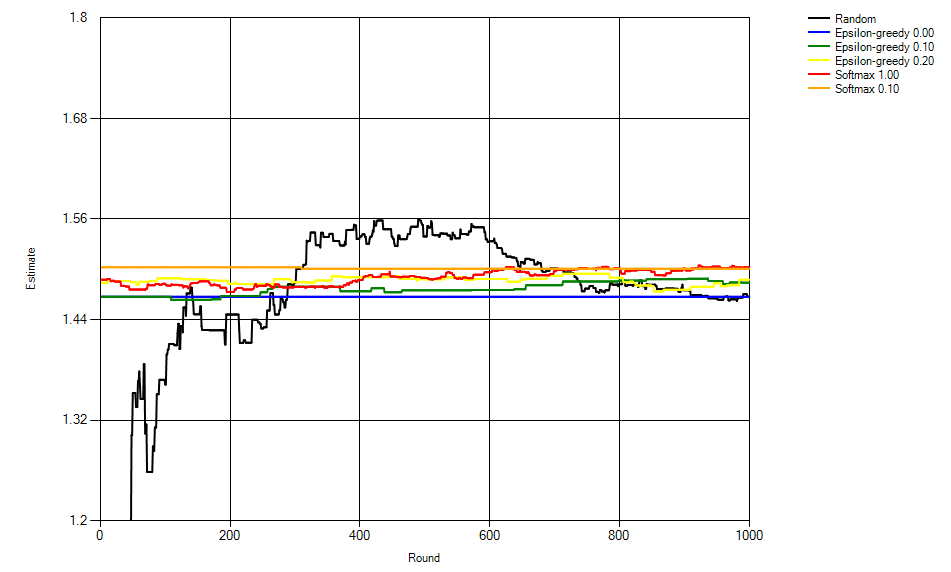 1.8
1.68
1.56
1.44
1.32
1.2
Estimate
0 200 400 600 800 1000
Round
Random
Epsilon-greedy 0.00
Epsilon-greedy 0.10
Epsilon-greedy 0.20
Softmax 1.00
Softmax 0.10